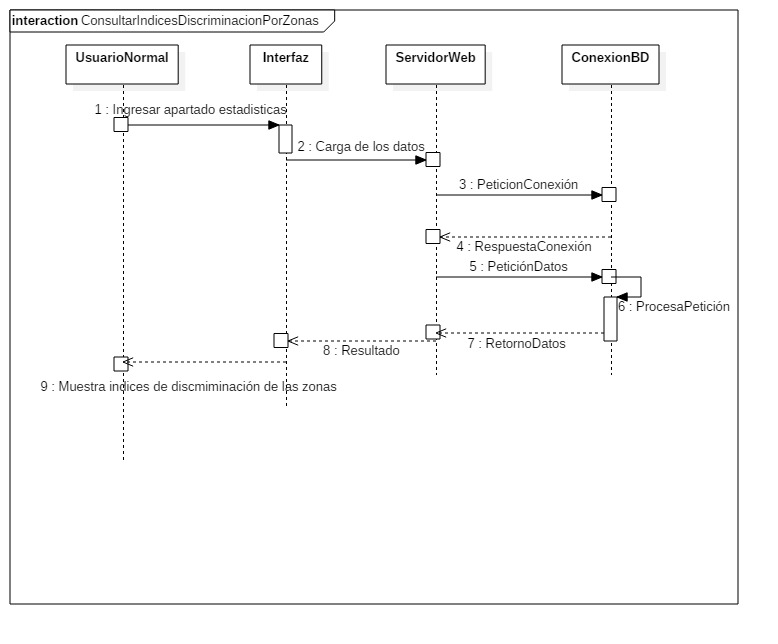 interaction ConsultarIndicesDiscriminacionPorZonas
UsuarioNormal
Interfaz
ServidorWeb
ConexionBD
1 : Ingresar apartado estadisticas
2 : Carga de los datos
3 : PeticionConexión
4 : RespuestaConexión
5 : PeticiónDatos
6 : ProcesaPetición
7 : RetornoDatos
8 : Resultado
9 : Muestra indices de discmiminación de las zonas